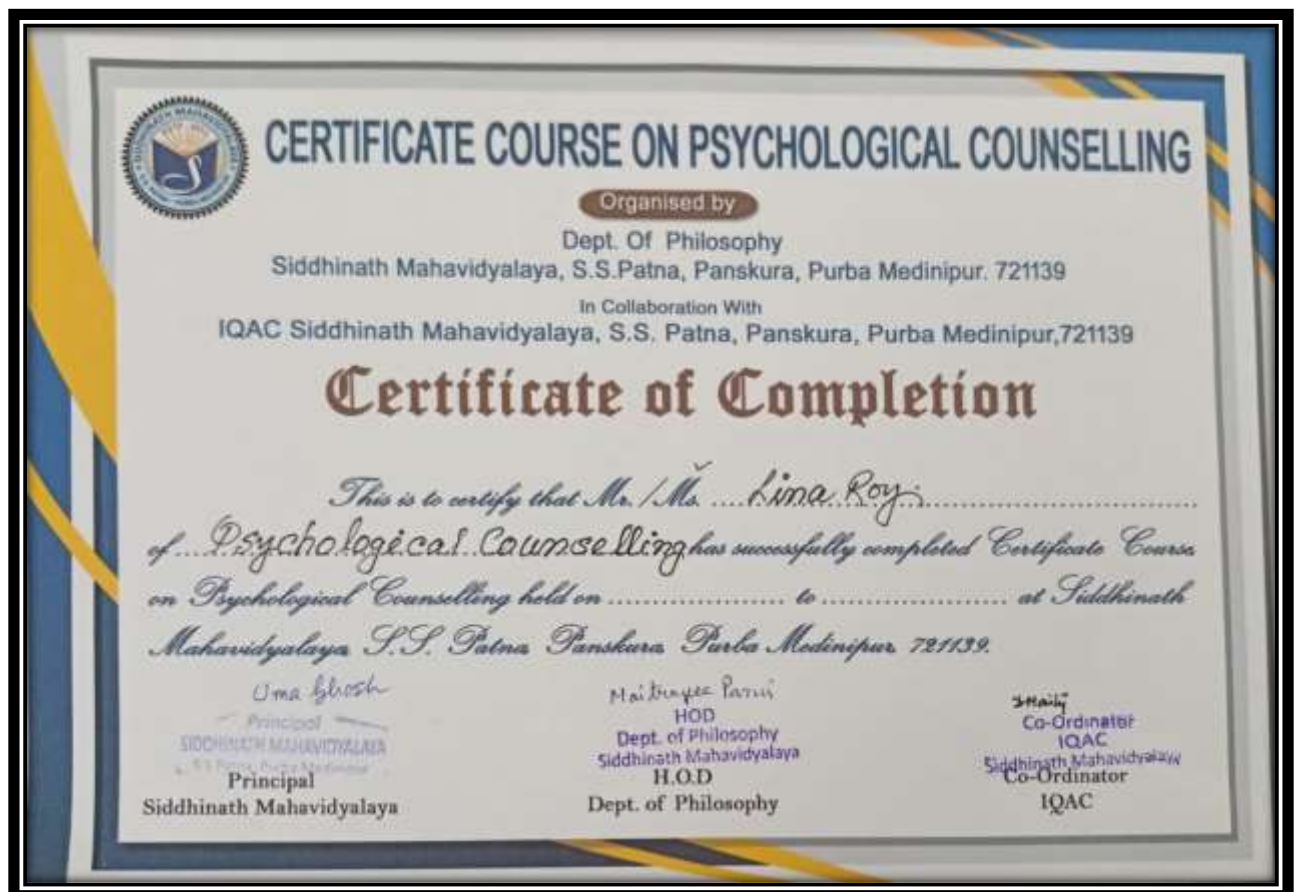 SIDDHINATH MAHAVIDYALAYA
CERTIFICATE COURSE ON PSYCHOLOGICAL COUNSELLING
Organised by
Dept. Of Philosophy
Siddhinath Mahavidyalaya, S.S.Patna, Panskura, Purba Medinipur. 721139
In Collaboration With
IQAC Siddhinath Mahavidyalaya, S.S. Patna, Panskura, Purba Medinipur,721139
Certificate of Completion
This is to certify that Mr. /Ms. .... Lina Roy. ....................................
of ... Psychological Counselling has successfully completed Certificate Course
on Psychological Counselling held on ...................... to ....................... at Siddhinath
Mahavidyalaya S.S. Patna Panskura Purba Medinipur 721139.
Uma Ghosh
Principal
SIDDHINATH MAHAVIDYALAYA
Principal
Siddhinath Mahavidyalaya
Maitrayee
HOD
Dept. of Philosophy
Siddhinath Mahavidyalaya
H.O.D
Dept. of Philosophy
Co-Ordinator
IQAC
Siddhinath Mahavidyalaya
Co-Ordinator
IQAC